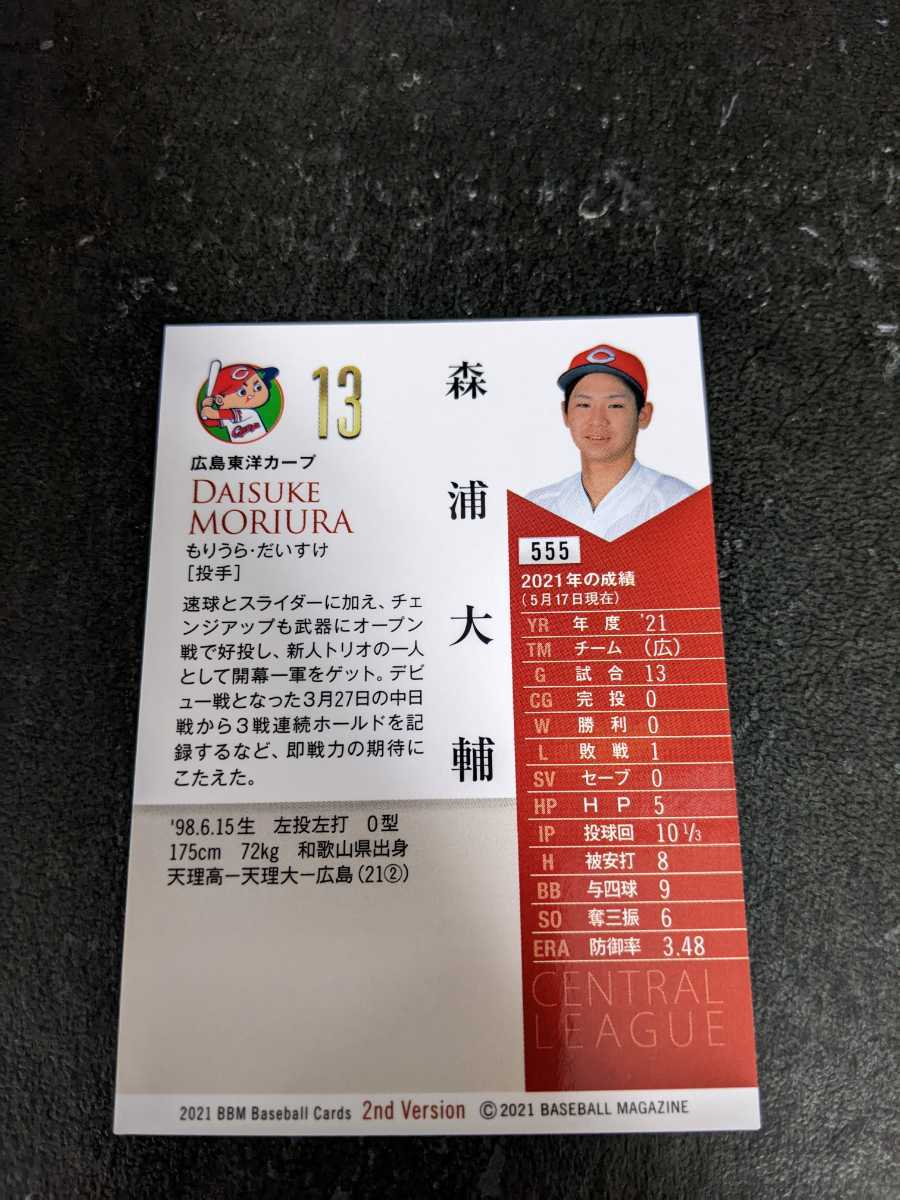 13
広島東洋カープ
DAISUKE
MORIURA
もりうら・だいすけ
[投手]
速球とスライダーに加え、チェ
ンジアップも武器にオープン
戦で好投し、新人トリオの一人
として開幕一軍をゲット。デビ
ュー戦となった3月27日の中日
戦から3戦連続ホールドを記
録するなど、即戦力の期待に
こたえた。
森浦大輔
'98.6.15生 左投左打 O型
175cm 72kg 和歌山県出身
天理高ー天理大ー広島(21②)
C
555
2021年の成績
(5月17日現在)
YR 年度 '21
TM チーム (広)
G 試合 13
CG 完投 0
W 勝利 0
L 敗戦 1
SV セーブ 0
HP HP 5
IP 投球回 10 1/3
H 被安打 8
BB 与四球 9
SO 奪三振 6
ERA 防御率 3.48
CENTRAL
LEAGUE
2021 BBM Baseball Cards 2nd Version ©2021 BASEBALL MAGAZINE